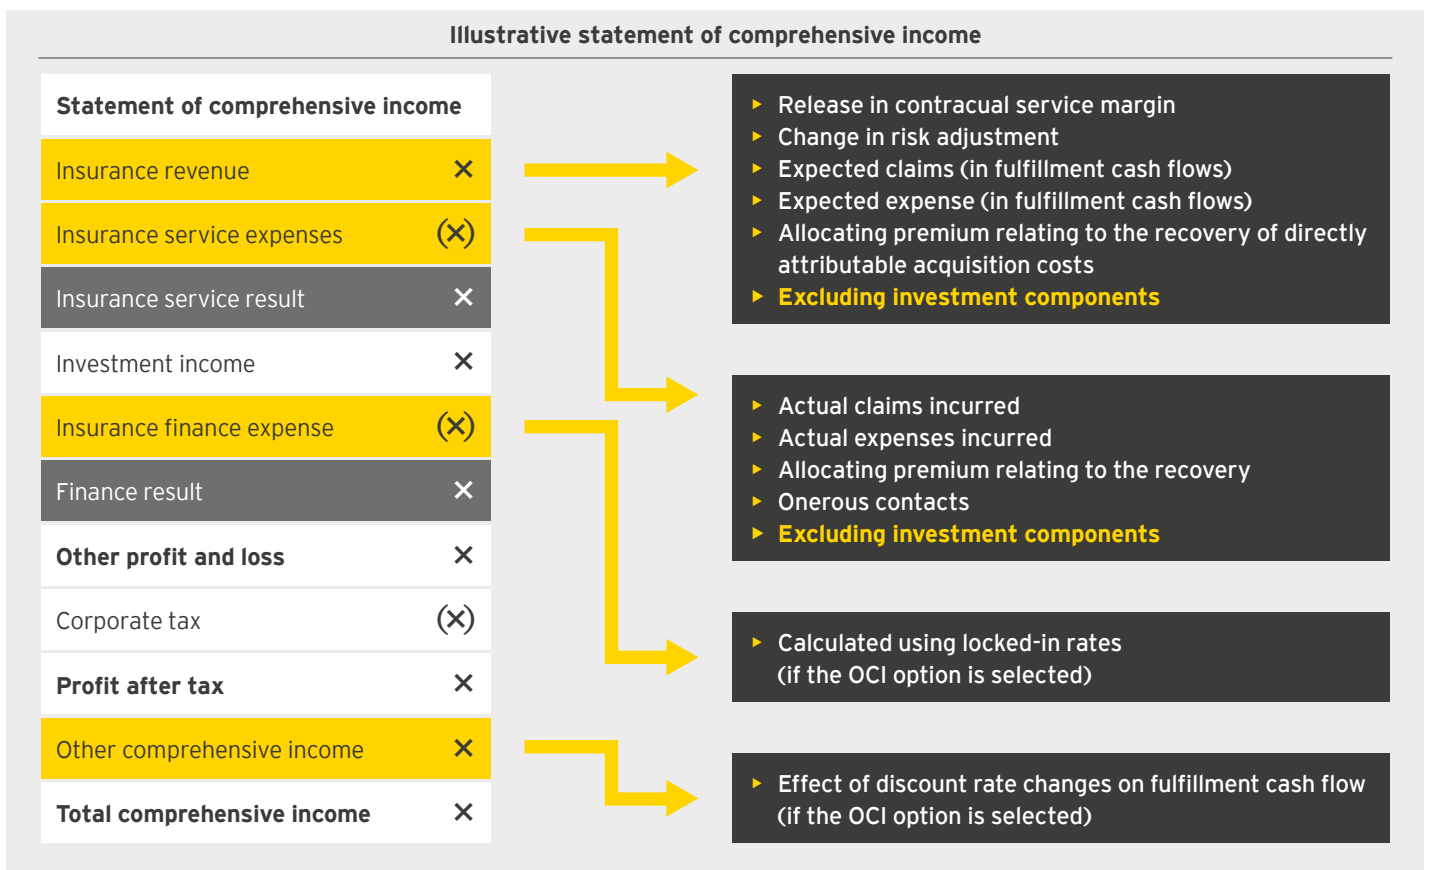 Illustrative statement of comprehensive income
Statement of comprehensive income
Insurance revenue ×
Insurance service expenses (×)
Insurance service result ×
Investment income ×
Insurance finance expense (×)
Finance result ×
Other profit and loss ×
Corporate tax (×)
Profit after tax ×
Other comprehensive income ×
Total comprehensive income ×
▸ Release in contracual service margin
▸ Change in risk adjustment
▸ Expected claims (in fulfillment cash flows)
▸ Expected expense (in fulfillment cash flows)
▸ Allocating premium relating to the recovery of directly
attributable acquisition costs
▸ Excluding investment components
▸ Actual claims incurred
▸ Actual expenses incurred
▸ Allocating premium relating to the recovery
▸ Onerous contacts
▸ Excluding investment components
▸ Calculated using locked-in rates
(if the OCI option is selected)
▸ Effect of discount rate changes on fulfillment cash flow
(if the OCI option is selected)